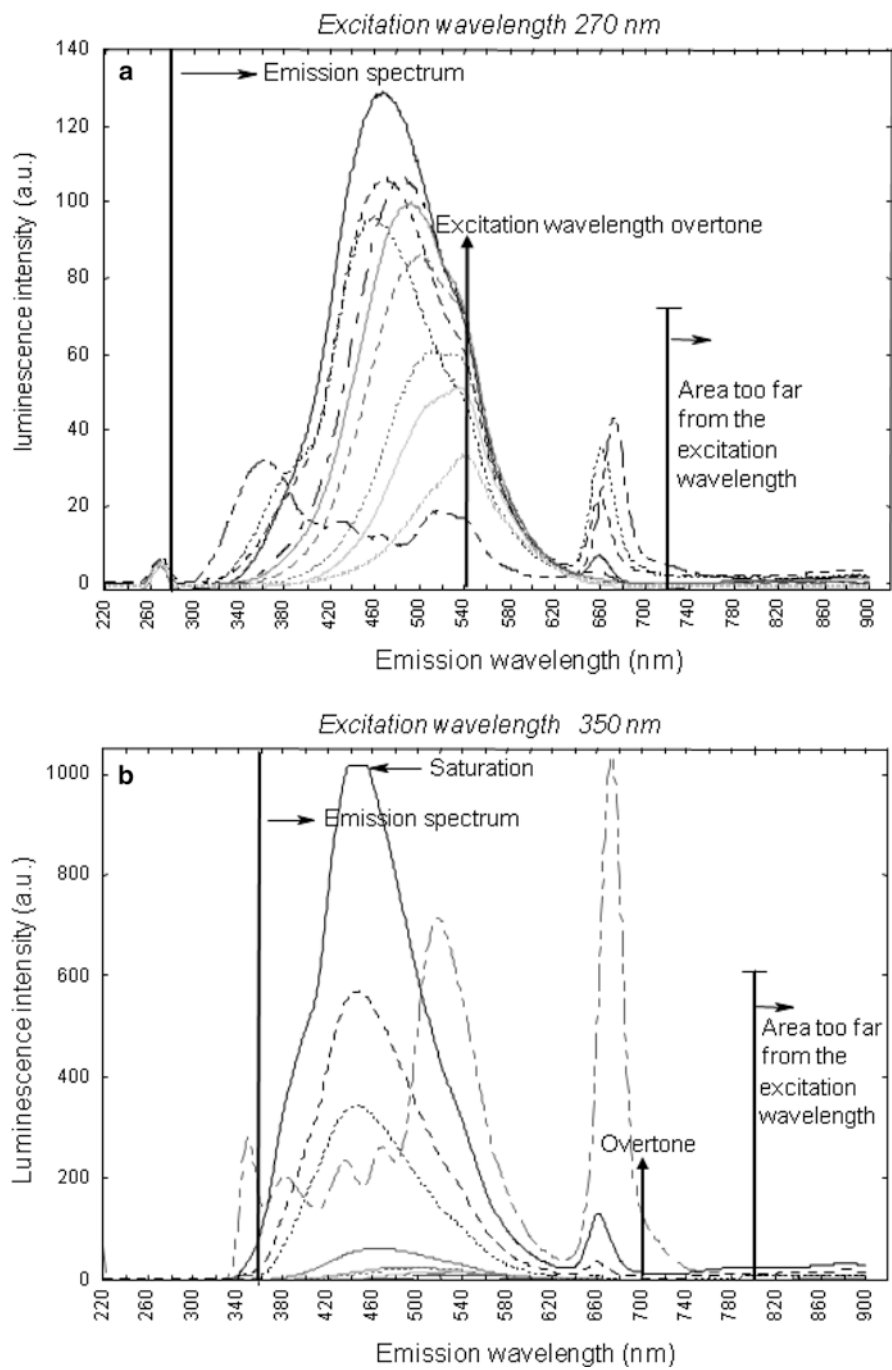 Excitation wavelength 270 nm
a
Emission spectrum
Excitation wavelength overtone
Area too far
from the
excitation
wavelength
luminescence intensity (a.u.)
140
120
100
80
60
40
20
0
220 260 300 340 380 420 460 500 540 580 620 660 700 740 780 820 860 900
Emission wavelength (nm)
Excitation wavelength 350 nm
b
Saturation
Emission spectrum
Area too far
from the
excitation
wavelength
Overtone
Luminescence intensity (a.u.)
1000
800
600
400
200
0
220 260 300 340 380 420 460 500 540 580 620 660 700 740 780 820 860 900
Emission wavelength (nm)